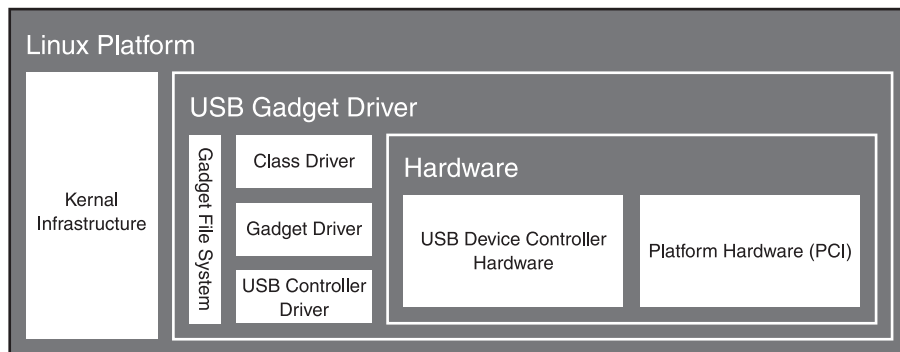 Linux Platform
Kernal
Infrastructure
USB Gadget Driver
Gadget File System
Class Driver
Gadget Driver
USB Controller
Driver
Hardware
USB Device Controller
Hardware
Platform Hardware (PCI)